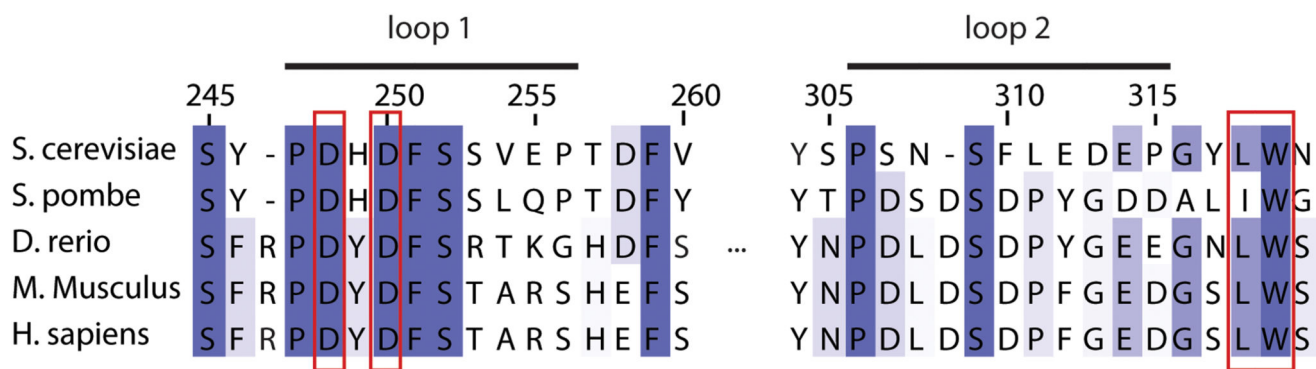 loop 1 loop 2
245 250 255 260 305 310 315
S. cerevisiae S Y - P D H D F S S V E P T D F V Y S P S N - S F L E D E P G Y L W N
S. pombe S Y - P D H D F S S L Q P T D F Y Y T P D S D S D P Y G D D A L I W G
D. rerio S F R P D Y D F S R T K G H D F S ... Y N P D L D S D P Y G E E G N L W S
M. Musculus S F R P D Y D F S T A R S H E F S Y N P D L D S D P F G E D G S L W S
H. sapiens S F R P D Y D F S T A R S H E F S Y N P D L D S D P F G E D G S L W S